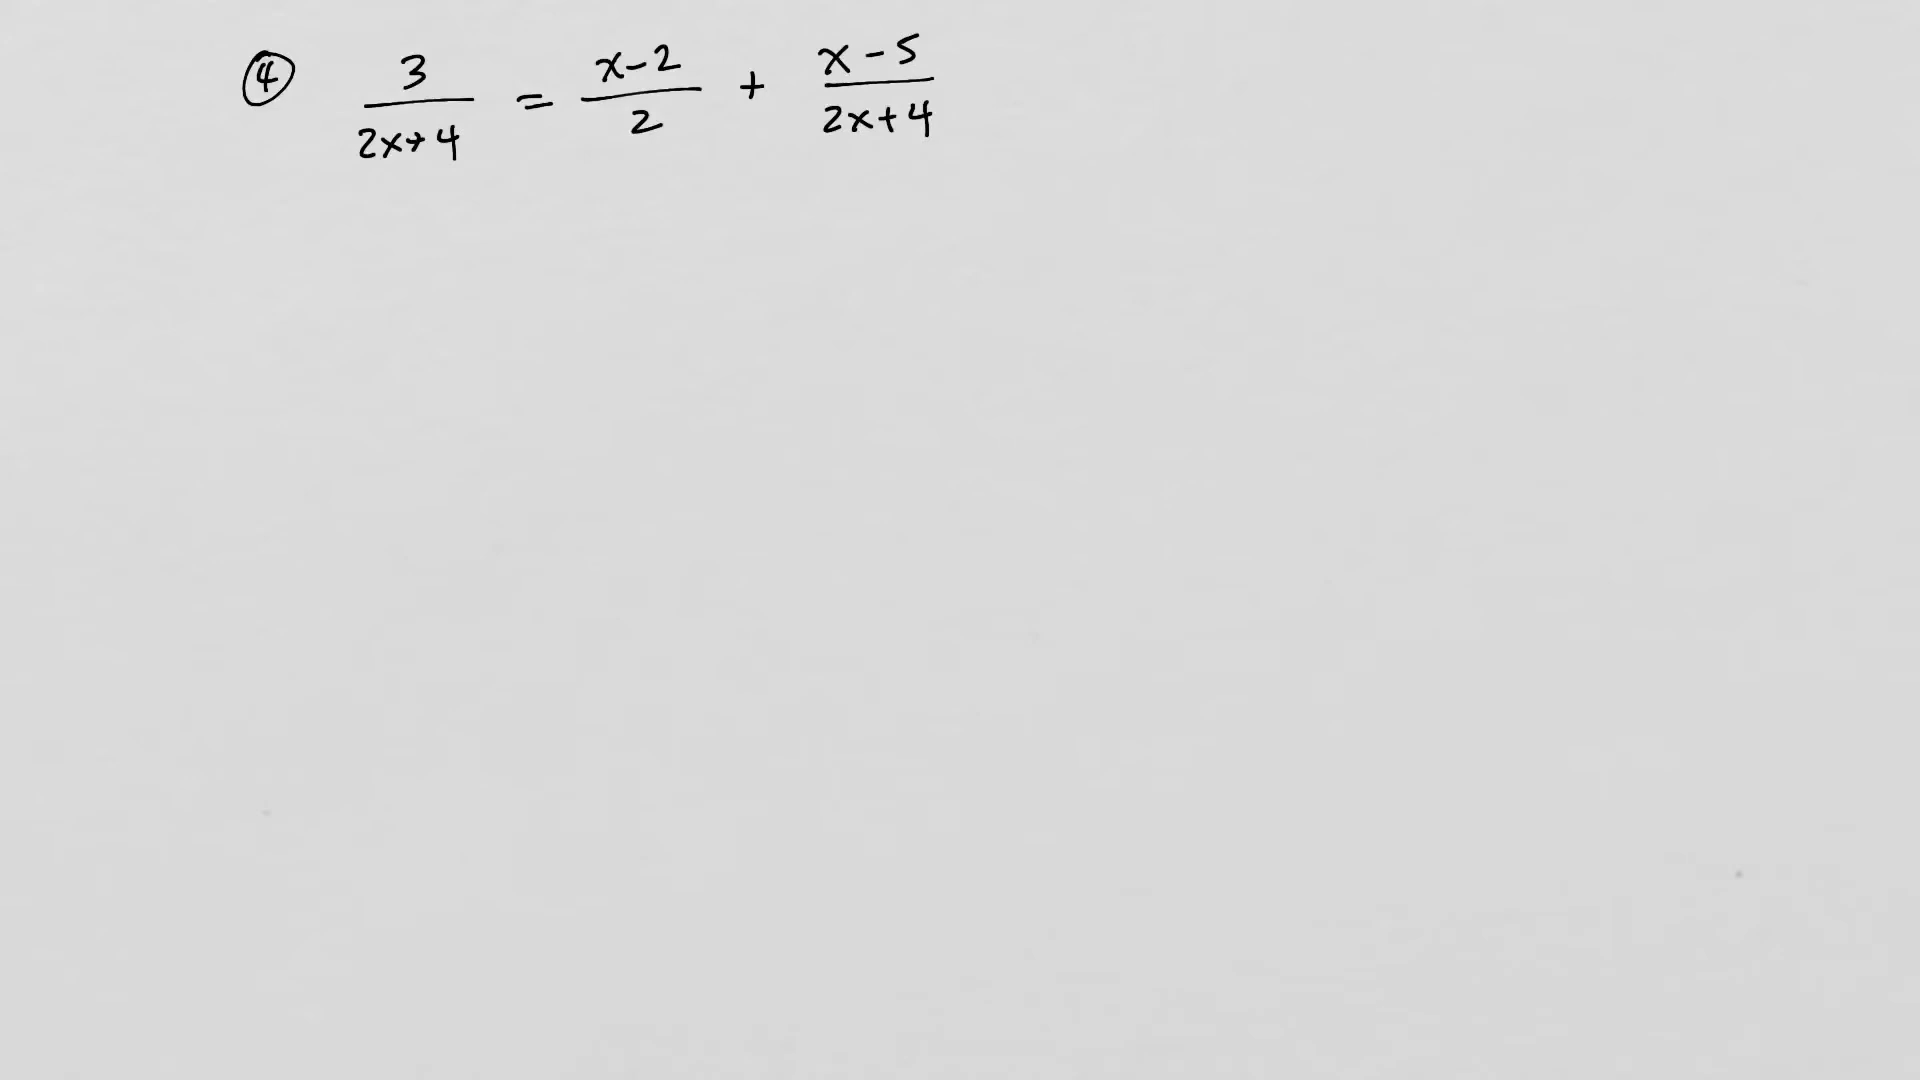 ④ 3/(2x+4) = (x-2)/2 + (x-5)/(2x+4)